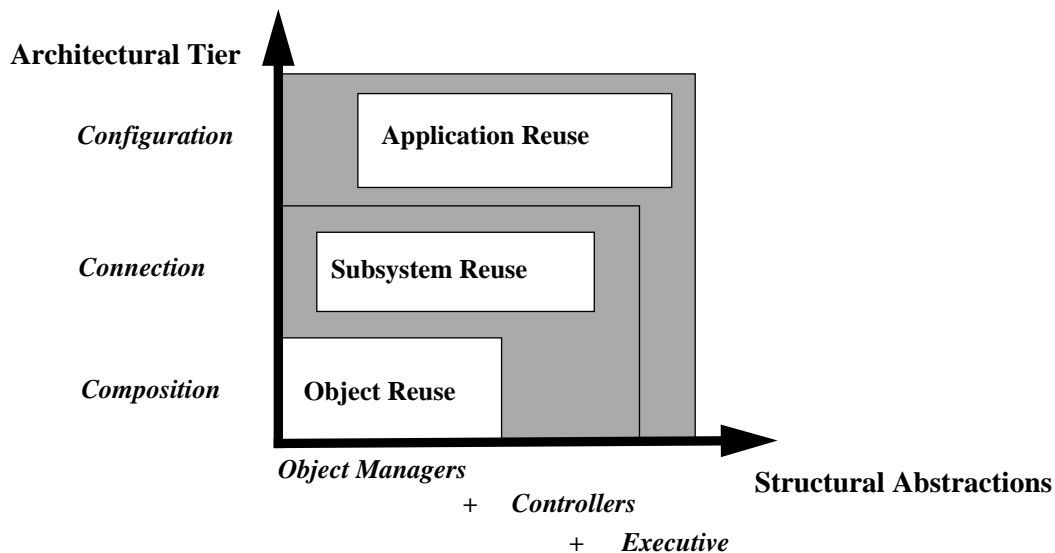 Architectural Tier
Configuration
Application Reuse
Connection
Subsystem Reuse
Composition
Object Reuse
Object Managers
Structural Abstractions
+ Controllers
+ Executive